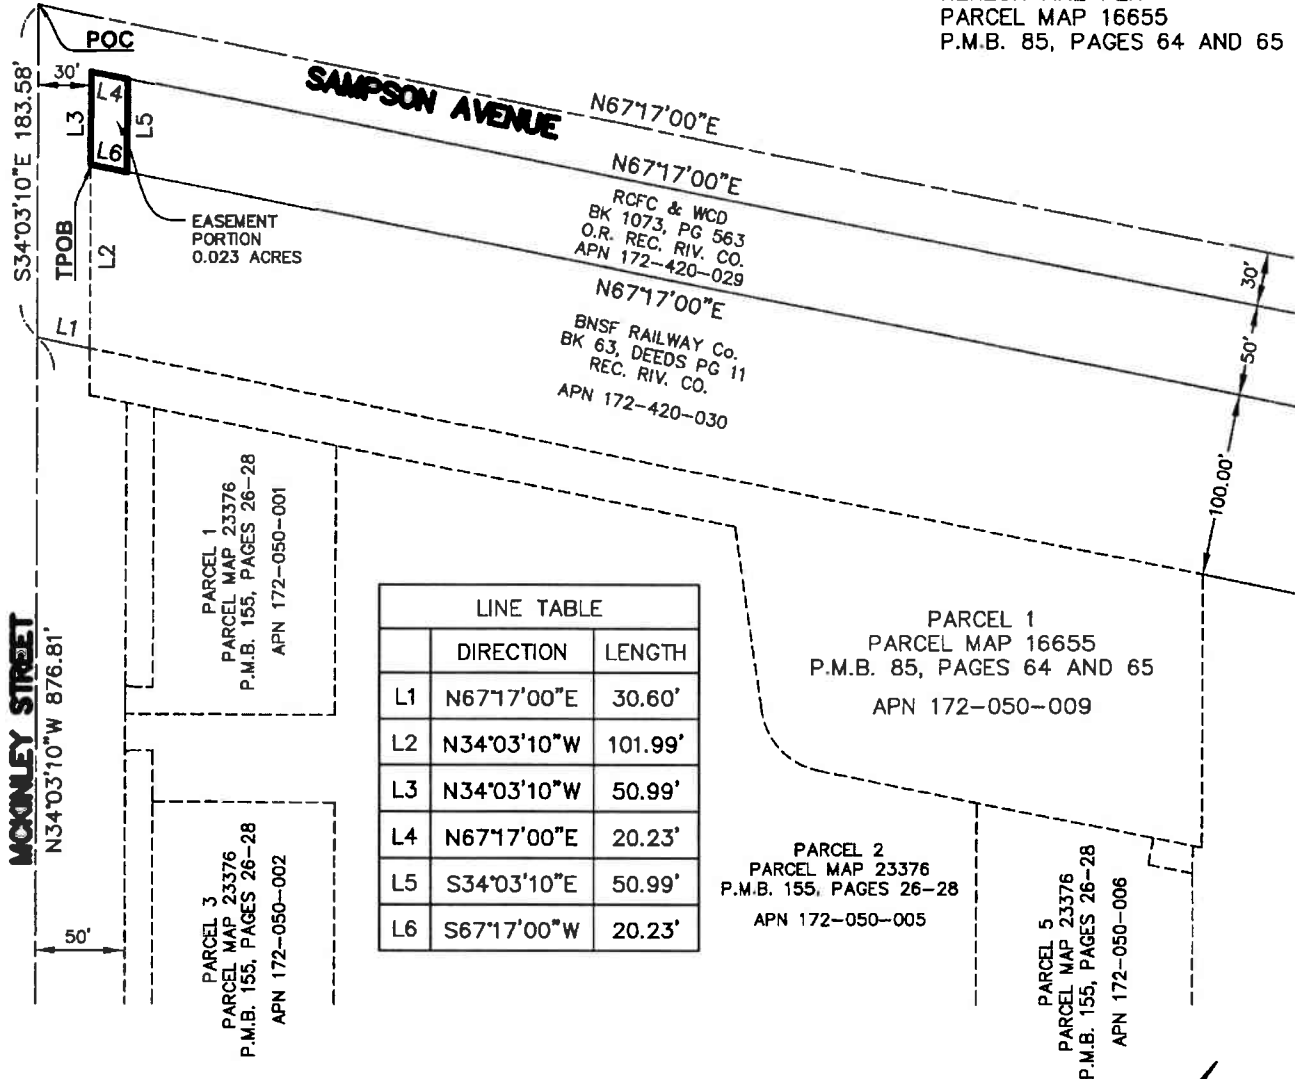 PARCEL MAP 16655
P.M.B. 85, PAGES 64 AND 65
POC
30'
S34°03'10"E 183.58'
L3
L4
L5
L6
SAMPSON AVENUE
N67°17'00"E
N67°17'00"E
RCFC & WCD
BK 1073, PG 563
O.R. REC. RIV. CO.
APN 172-420-029
N67°17'00"E
BNSF RAILWAY Co.
BK 63, DEEDS PG 11
REC. RIV. CO.
APN 172-420-030
EASEMENT
PORTION
0.023 ACRES
TPOB
L2
L1
30'
50'
100.00'
PARCEL 1
PARCEL MAP 23376
P.M.B. 155, PAGES 26-28
APN 172-050-001
MCKINLEY STREET
N34°03'10"W 876.81'
50'
PARCEL 3
PARCEL MAP 23376
P.M.B. 155, PAGES 26-28
APN 172-050-002
LINE TABLE
DIRECTION LENGTH
L1 N67°17'00"E 30.60'
L2 N34°03'10"W 101.99'
L3 N34°03'10"W 50.99'
L4 N67°17'00"E 20.23'
L5 S34°03'10"E 50.99'
L6 S67°17'00"W 20.23'
PARCEL 1
PARCEL MAP 16655
P.M.B. 85, PAGES 64 AND 65
APN 172-050-009
PARCEL 2
PARCEL MAP 23376
P.M.B. 155, PAGES 26-28
APN 172-050-005
PARCEL 5
PARCEL MAP 23376
P.M.B. 155, PAGES 26-28
APN 172-050-006